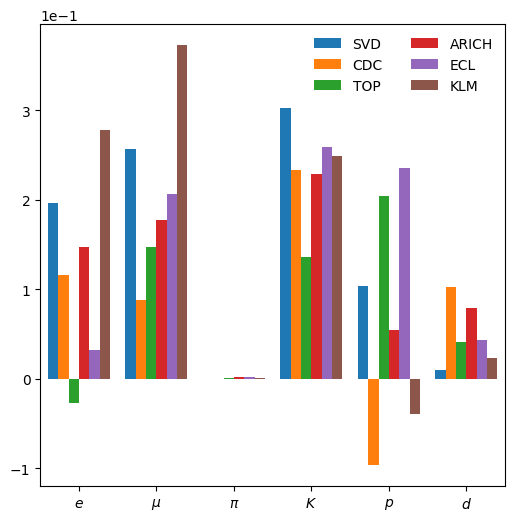 1e−1
SVD ARICH
CDC ECL
TOP KLM
3
2
1
0
−1
e μ π K p d